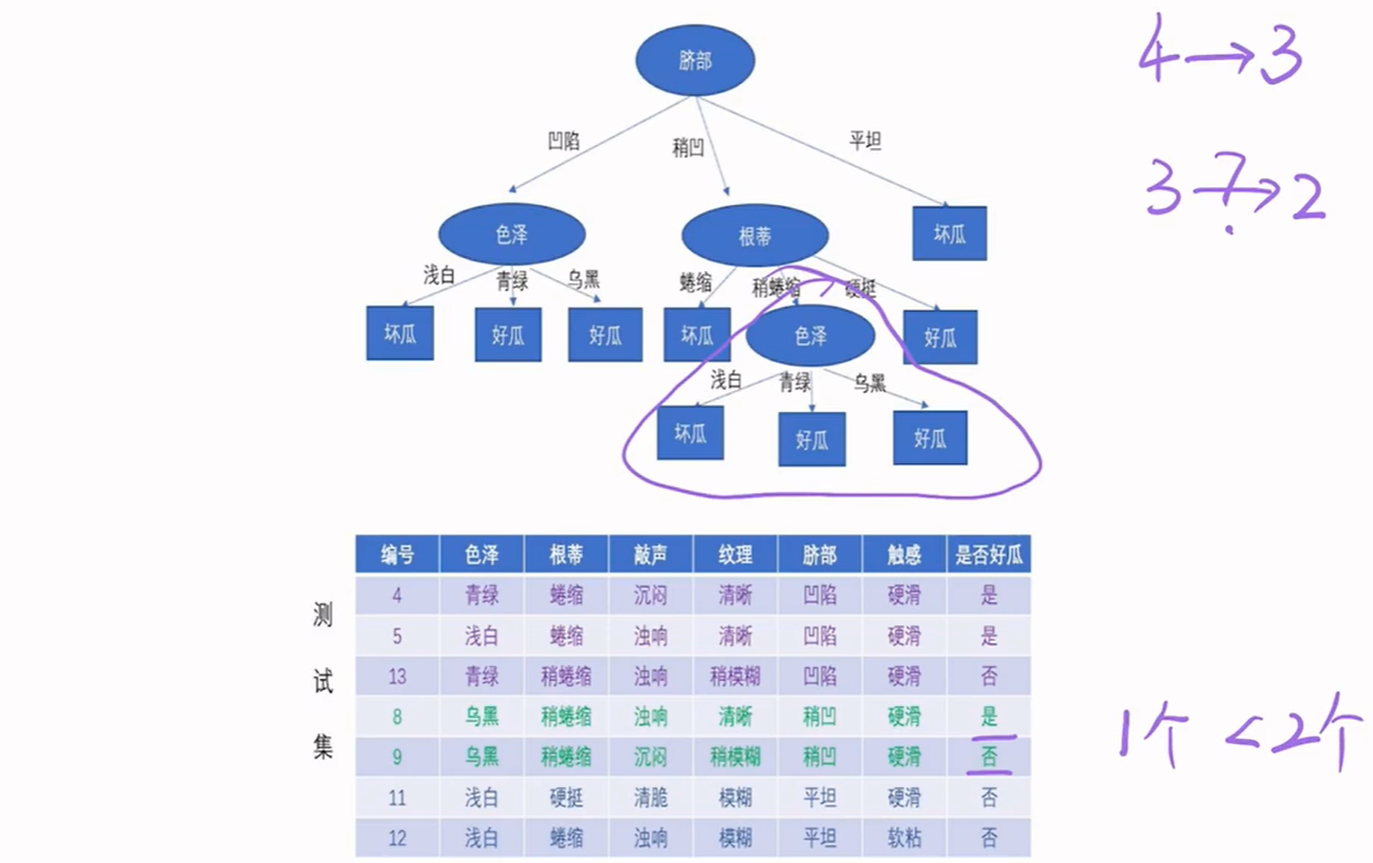 脐部
4→3
凹陷 稍凹 平坦
3→2
?
色泽 根蒂 坏瓜
浅白 青绿 乌黑 蜷缩 稍蜷缩 硬挺
坏瓜 好瓜 好瓜 坏瓜 色泽 好瓜
浅白 青绿 乌黑
坏瓜 好瓜 好瓜
测试集
编号 色泽 根蒂 敲声 纹理 脐部 触感 是否好瓜
4 青绿 蜷缩 沉闷 清晰 凹陷 硬滑 是
5 浅白 蜷缩 浊响 清晰 凹陷 硬滑 是
13 青绿 稍蜷缩 浊响 稍模糊 凹陷 硬滑 否
8 乌黑 稍蜷缩 浊响 清晰 稍凹 硬滑 是
9 乌黑 稍蜷缩 沉闷 稍模糊 稍凹 硬滑 否
11 浅白 硬挺 清脆 模糊 平坦 硬滑 否
12 浅白 蜷缩 浊响 模糊 平坦 软粘 否
1个 < 2个